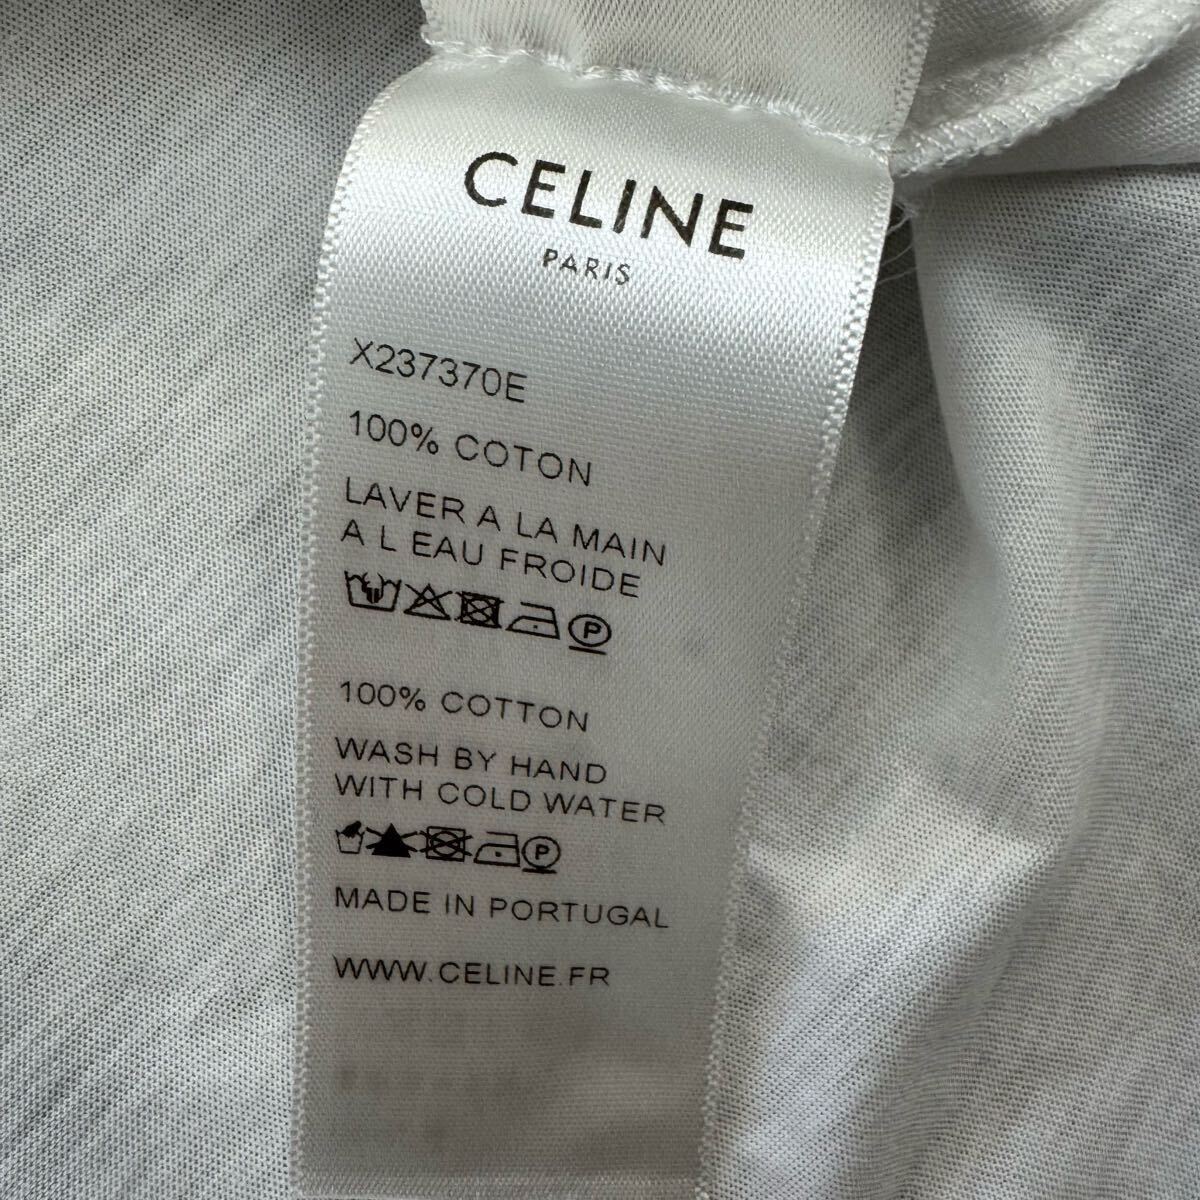 CELINE
PARIS
X237370E
100% COTON
LAVER A LA MAIN
A L EAU FROIDE
P
100% COTTON
WASH BY HAND
WITH COLD WATER
P
MADE IN PORTUGAL
WWW.CELINE.FR